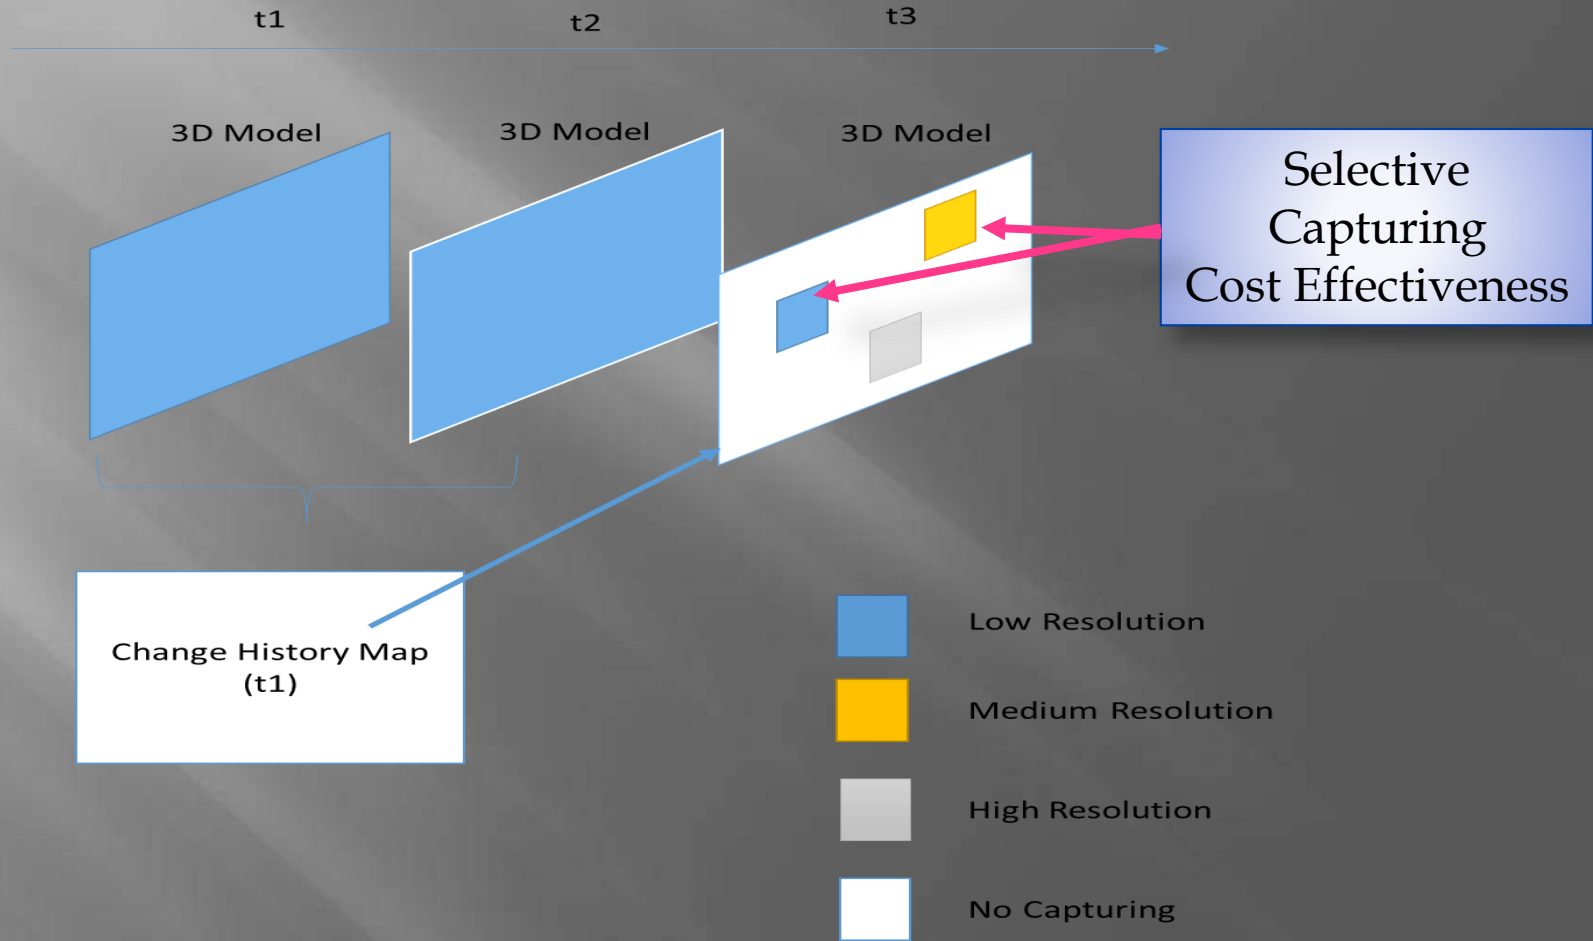 t1
t2
t3
3D Model
3D Model
3D Model
Selective
Capturing
Cost Effectiveness
Change History Map
(t1)
Low Resolution
Medium Resolution
High Resolution
No Capturing